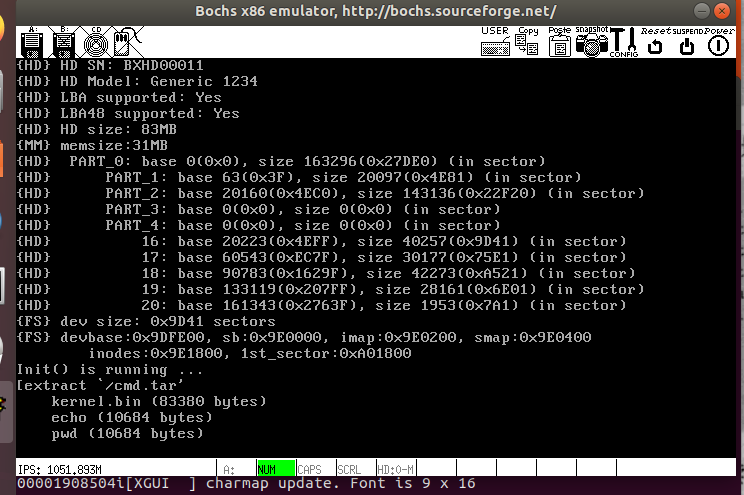 Bochs x86 emulator, http://bochs.sourceforge.net/
A: B: CD USER Copy Paste snapshot CONFIG Reset SUSPEND Power
{HD} HD SN: BXHD00011
{HD} HD Model: Generic 1234
{HD} LBA supported: Yes
{HD} LBA48 supported: Yes
{HD} HD size: 83MB
{MM} memsize:31MB
{HD} PART_0: base 0(0x0), size 163296(0x27DE0) (in sector)
{HD} PART_1: base 63(0x3F), size 20097(0x4E81) (in sector)
{HD} PART_2: base 20160(0x4EC0), size 143136(0x22F20) (in sector)
{HD} PART_3: base 0(0x0), size 0(0x0) (in sector)
{HD} PART_4: base 0(0x0), size 0(0x0) (in sector)
{HD} 16: base 20223(0x4EFF), size 40257(0x9D41) (in sector)
{HD} 17: base 60543(0xEC7F), size 30177(0x75E1) (in sector)
{HD} 18: base 90783(0x1629F), size 42273(0xA521) (in sector)
{HD} 19: base 133119(0x207FF), size 28161(0x6E01) (in sector)
{HD} 20: base 161343(0x2763F), size 1953(0x7A1) (in sector)
{FS} dev size: 0x9D41 sectors
{FS} devbase:0x9DFE00, sb:0x9E0000, imap:0x9E0200, smap:0x9E0400
inodes:0x9E1800, 1st_sector:0xA01800
Init() is running ...
[extract `/cmd.tar'
kernel.bin (83380 bytes)
echo (10684 bytes)
pwd (10684 bytes)
IPS: 1051.893M A: NUM CAPS SCRL HD:0-M
00001908504i[XGUI ] charmap update. Font is 9 x 16